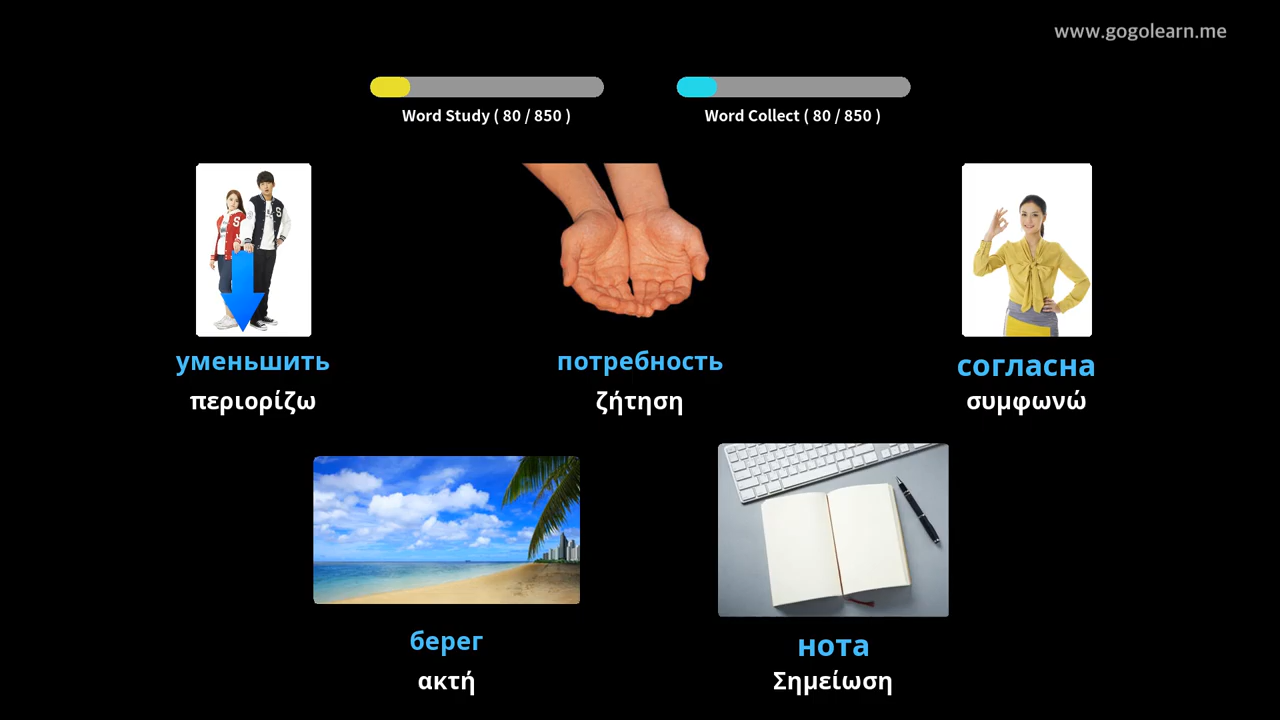 www.gogolearn.me
Word Study ( 80 / 850 )
Word Collect ( 80 / 850 )
уменьшить
περιορίζω
потребность
ζήτηση
согласна
συμφωνώ
берег
ακτή
нота
Σημείωση